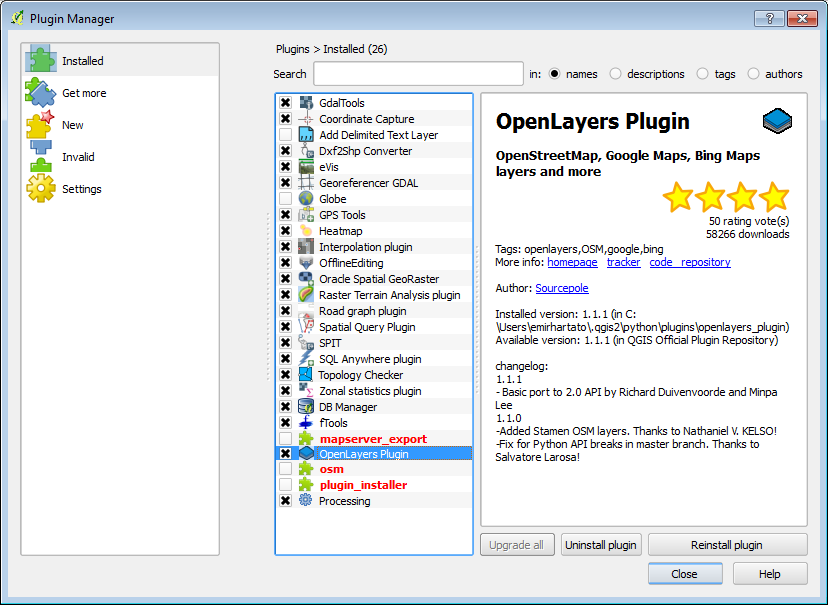 Plugin Manager
?
Installed
Get more
New
Invalid
Settings
Plugins > Installed (26)
Search
in:
names
descriptions
tags
authors
GdalTools
Coordinate Capture
Add Delimited Text Layer
Dxf2Shp Converter
eVis
Georeferencer GDAL
Globe
GPS Tools
Heatmap
Interpolation plugin
OfflineEditing
Oracle Spatial GeoRaster
Raster Terrain Analysis plugin
Road graph plugin
Spatial Query Plugin
SPIT
SQL Anywhere plugin
Topology Checker
Zonal statistics plugin
DB Manager
fTools
mapserver_export
OpenLayers Plugin
osm
plugin_installer
Processing
OpenLayers Plugin
OpenStreetMap, Google Maps, Bing Maps
layers and more
50 rating vote(s)
58266 downloads
Tags: openlayers,OSM,google,bing
More info: homepage tracker code repository
Author: Sourcepole
Installed version: 1.1.1 (in C:
\Users\emirhartato\.qgis2\python\plugins\openlayers_plugin)
Available version: 1.1.1 (in QGIS Official Plugin Repository)
changelog:
1.1.1
- Basic port to 2.0 API by Richard Duivenvoorde and Minpa
Lee
1.1.0
-Added Stamen OSM layers. Thanks to Nathaniel V. KELSO!
-Fix for Python API breaks in master branch. Thanks to
Salvatore Larosa!
Upgrade all
Uninstall plugin
Reinstall plugin
Close
Help